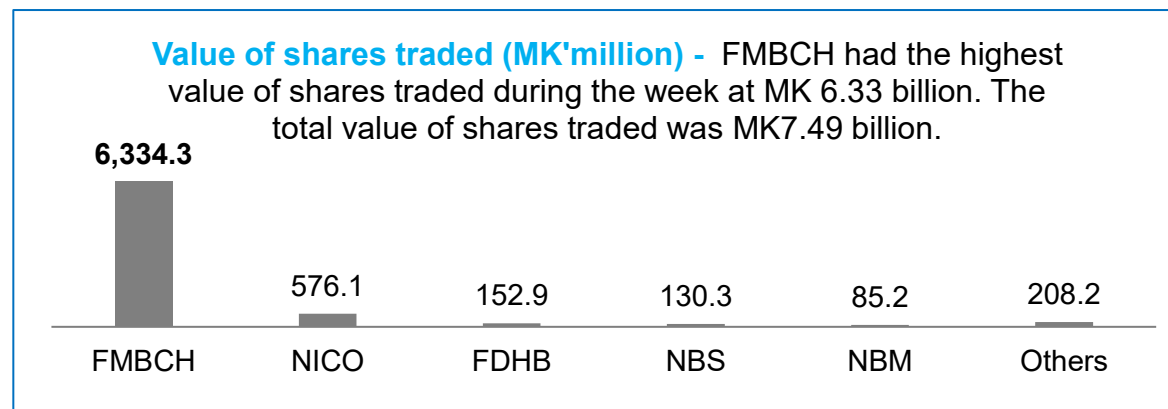 Value of shares traded (MK'million) - FMBCH had the highest
value of shares traded during the week at MK 6.33 billion. The
total value of shares traded was MK7.49 billion.
6,334.3
576.1
152.9
130.3
85.2
208.2
FMBCH
NICO
FDHB
NBS
NBM
Others